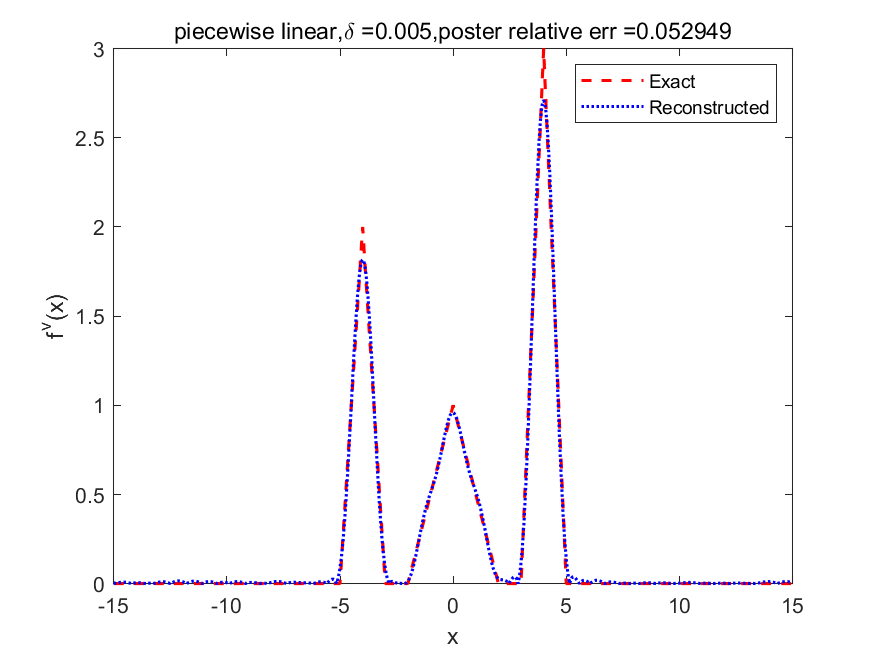 piecewise linear,δ =0.005,poster relative err =0.052949
Exact
Reconstructed
3
2.5
2
1.5
1
0.5
0
fᵛ(x)
-15
-10
-5
0
5
10
15
x